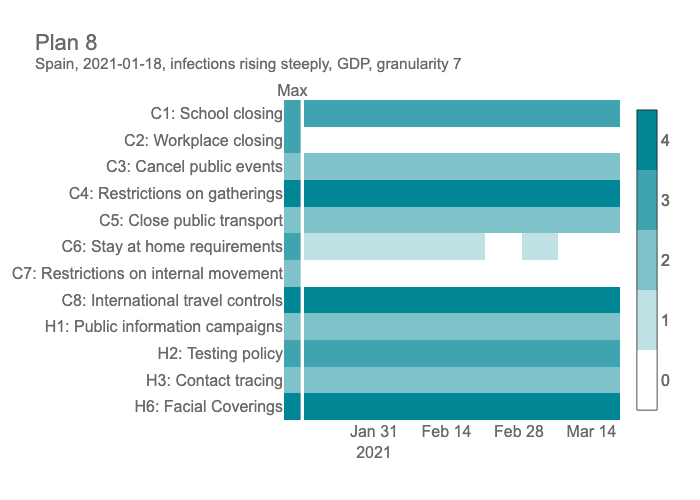 Plan 8
Spain, 2021-01-18, infections rising steeply, GDP, granularity 7
Max
C1: School closing
C2: Workplace closing
C3: Cancel public events
C4: Restrictions on gatherings
C5: Close public transport
C6: Stay at home requirements
C7: Restrictions on internal movement
C8: International travel controls
H1: Public information campaigns
H2: Testing policy
H3: Contact tracing
H6: Facial Coverings
4
3
2
1
0
Jan 31 Feb 14 Feb 28 Mar 14
2021